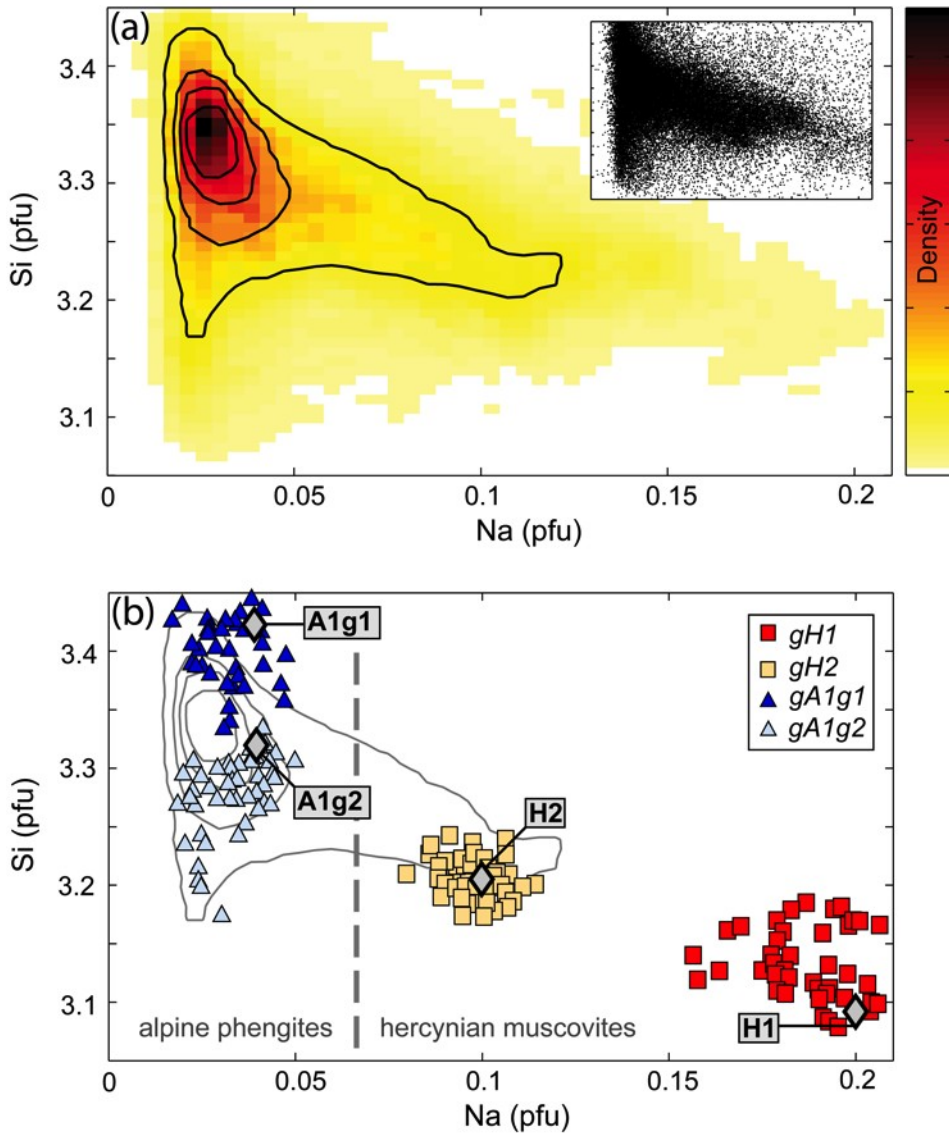 (a)
3.4
3.3
3.2
3.1
Si (pfu)
0
0.05
0.1
0.15
0.2
Na (pfu)
Density
(b)
A1g1
A1g2
H2
H1
gH1
gH2
gA1g1
gA1g2
3.4
3.3
3.2
3.1
Si (pfu)
alpine phengites
hercynian muscovites
0
0.05
0.1
0.15
0.2
Na (pfu)